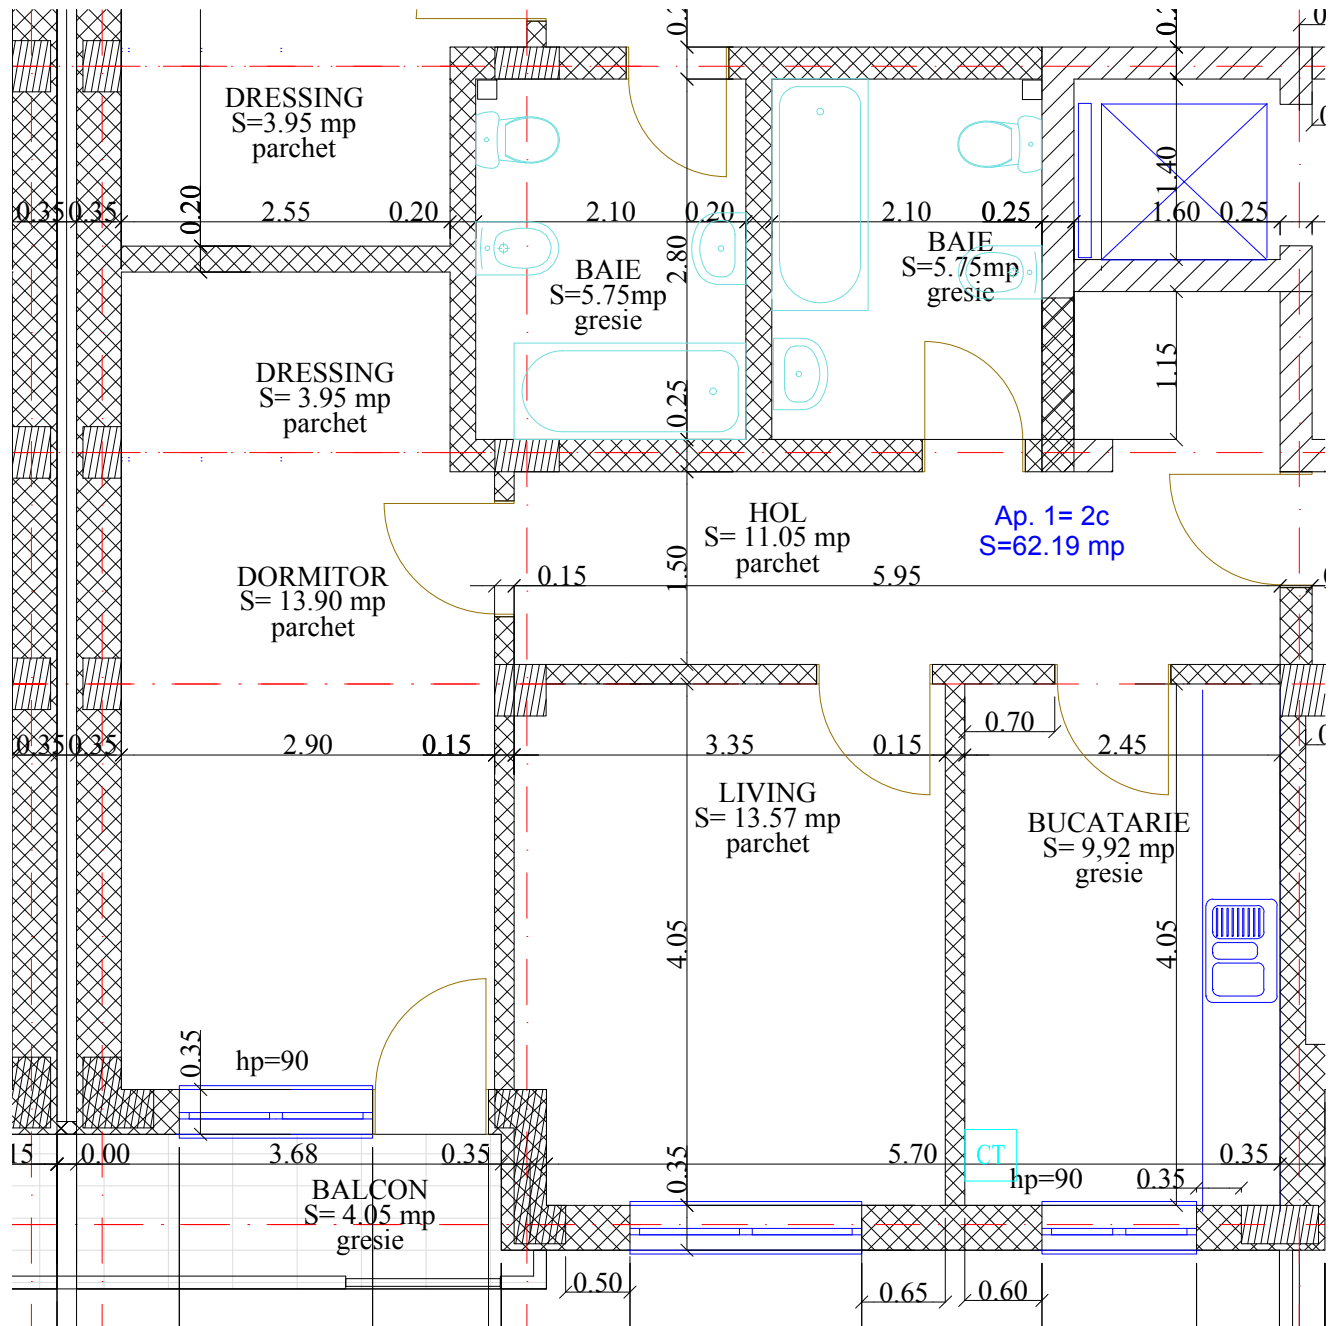 DRESSING
S=3.95 mp
parchet
0.35
0.35
0.20
2.55
0.20
2.10
0.20
2.10
0.25
1.60
0.25
1.40
2.80
BAIE
S=5.75mp
gresie
BAIE
S=5.75mp
gresie
DRESSING
S= 3.95 mp
parchet
0.25
1.15
HOL
S= 11.05 mp
parchet
Ap. 1= 2c
S=62.19 mp
DORMITOR
S= 13.90 mp
parchet
0.15
1.50
5.95
0.35
0.35
2.90
0.15
3.35
0.15
0.70
2.45
LIVING
S= 13.57 mp
parchet
BUCATARIE
S= 9,92 mp
gresie
4.05
4.05
0.35
hp=90
0.00
3.68
0.35
0.35
5.70
CT
hp=90
0.35
0.35
BALCON
S= 4.05 mp
gresie
0.50
0.65
0.60